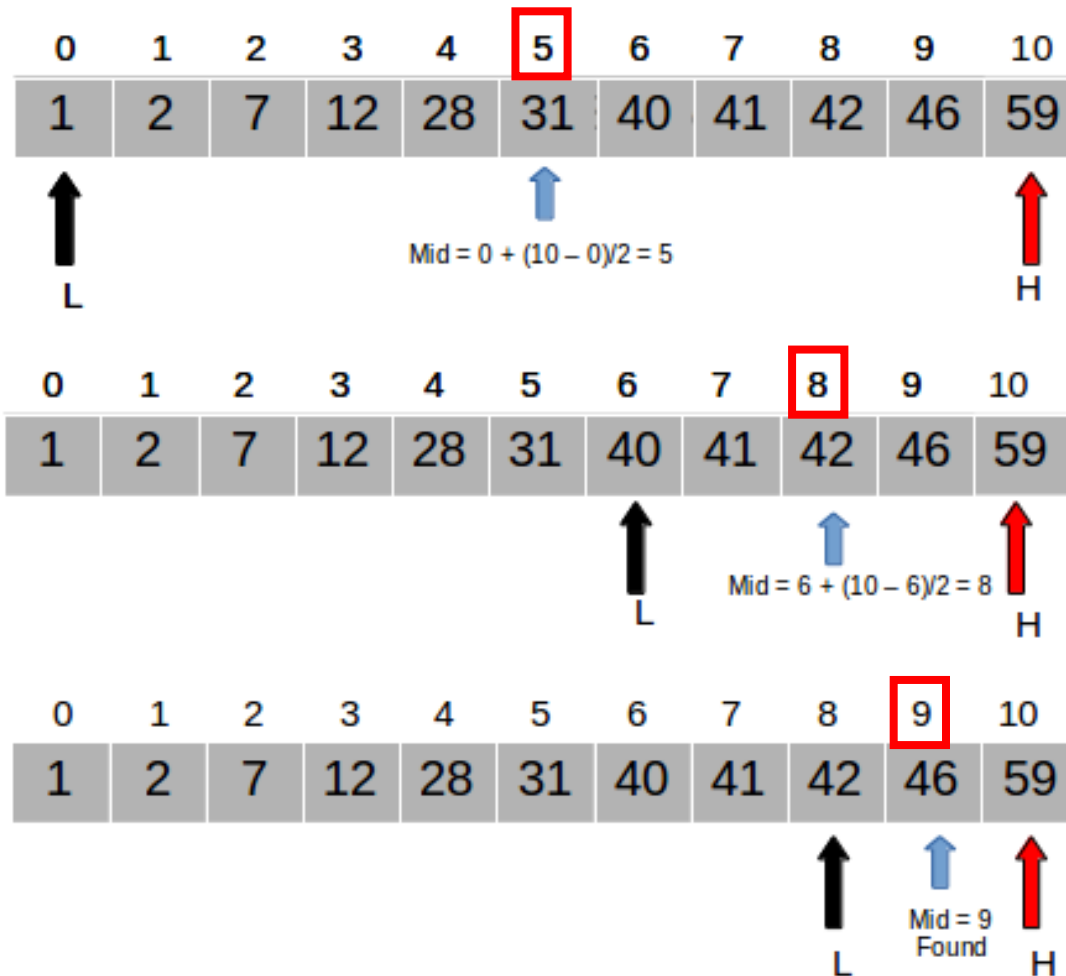 0 1 2 3 4 5 6 7 8 9 10
1 2 7 12 28 31 40 41 42 46 59
Mid = 0 + (10 – 0)/2 = 5
L H
0 1 2 3 4 5 6 7 8 9 10
1 2 7 12 28 31 40 41 42 46 59
Mid = 6 + (10 – 6)/2 = 8
L H
0 1 2 3 4 5 6 7 8 9 10
1 2 7 12 28 31 40 41 42 46 59
Mid = 9
Found
L H